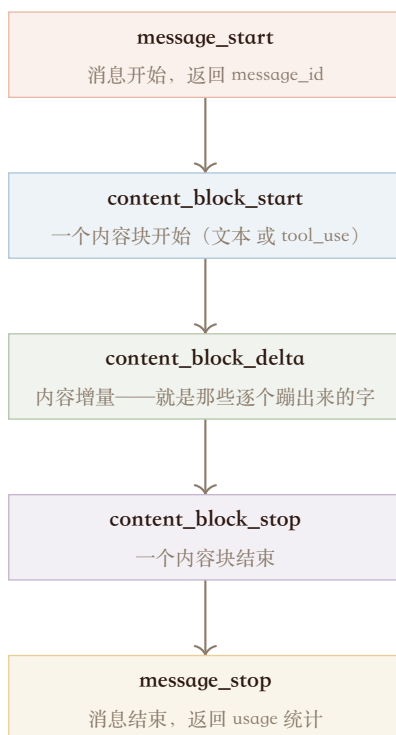 message_start
消息开始，返回 message_id
content_block_start
一个内容块开始（文本 或 tool_use）
content_block_delta
内容增量——就是那些逐个蹦出来的字
content_block_stop
一个内容块结束
message_stop
消息结束，返回 usage 统计